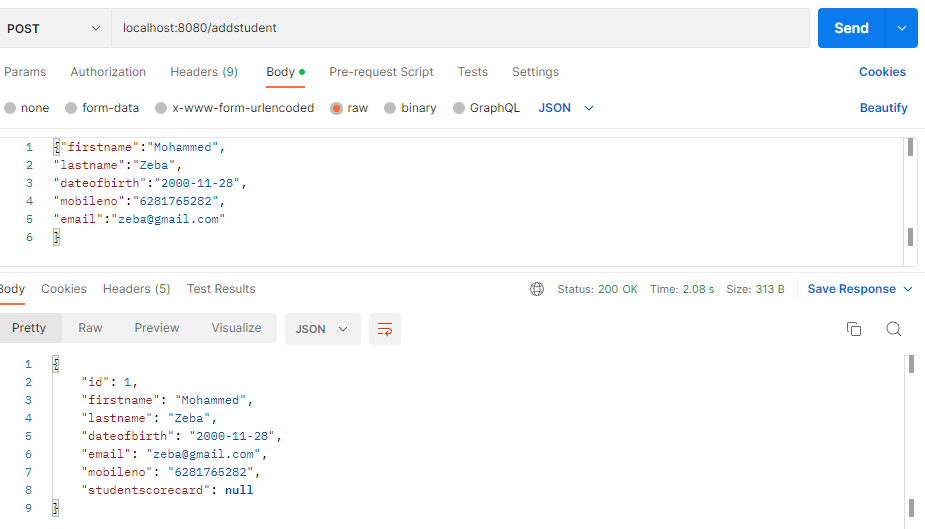 POST localhost:8080/addstudent Send
Params Authorization Headers (9) Body Pre-request Script Tests Settings Cookies
none form-data x-www-form-urlencoded raw binary GraphQL JSON Beautify
1 {"firstname":"Mohammed",
2 "lastname":"Zeba",
3 "dateofbirth":"2000-11-28",
4 "mobileno":"6281765282",
5 "email":"zeba@gmail.com"
6 }
Body Cookies Headers (5) Test Results Status: 200 OK Time: 2.08 s Size: 313 B Save Response
Pretty Raw Preview Visualize JSON
1 {
2 "id": 1,
3 "firstname": "Mohammed",
4 "lastname": "Zeba",
5 "dateofbirth": "2000-11-28",
6 "email": "zeba@gmail.com",
7 "mobileno": "6281765282",
8 "studentscorecard": null
9 }